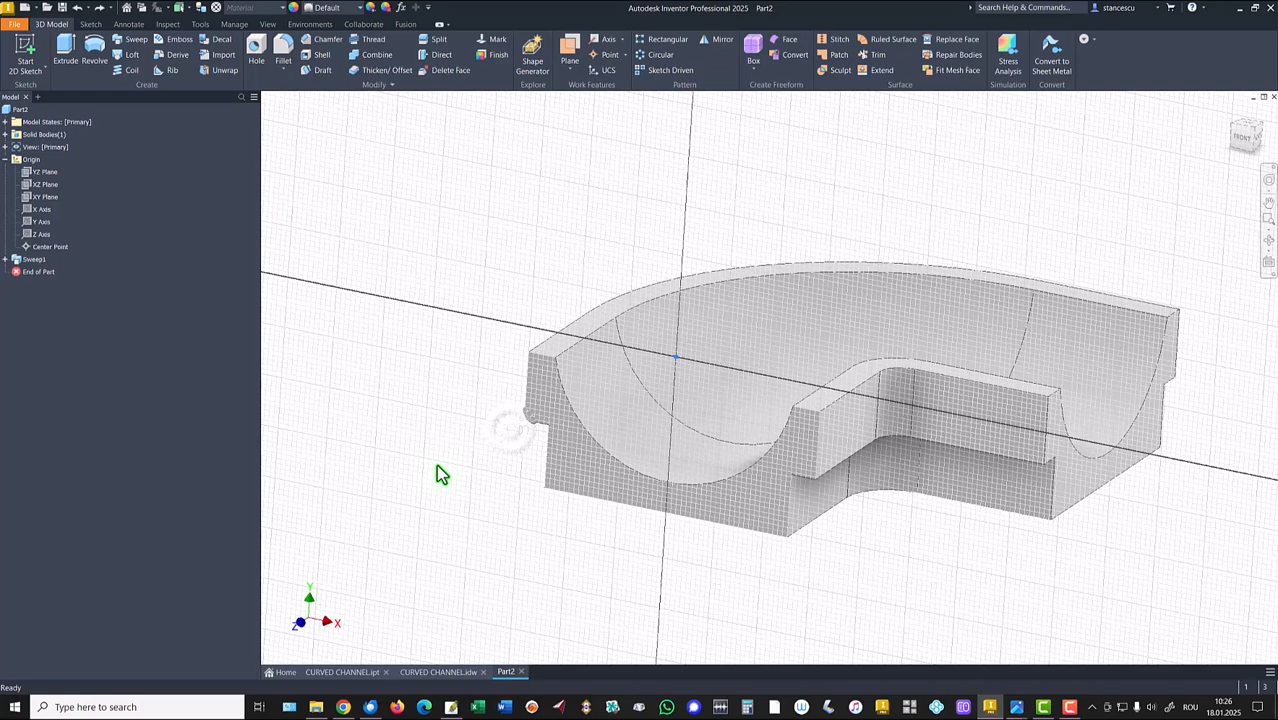 Material
Default
Autodesk Inventor Professional 2025 Part2
Search Help & Commands...
stancescu
File 3D Model Sketch Annotate Inspect Tools Manage View Environments Collaborate Fusion
Start
2D Sketch
Extrude
Revolve
Sweep Emboss Decal
Loft Derive Import
Coil Rib Unwrap
Hole
Fillet
Chamfer Thread Split Mark
Shell Combine Direct Finish
Draft Thicken/ Offset Delete Face
Shape
Generator
Plane
Axis
Point
UCS
Rectangular Mirror
Circular
Sketch Driven
Box
Face
Convert
Stitch Ruled Surface Replace Face
Patch Trim Repair Bodies
Sculpt Extend Fit Mesh Face
Stress
Analysis
Convert to
Sheet Metal
Sketch Create Modify Explore Work Features Pattern Create Freeform Surface Simulation Convert
Model
Part2
Model States: [Primary]
Solid Bodies(1)
View: [Primary]
Origin
YZ Plane
XZ Plane
XY Plane
X Axis
Y Axis
Z Axis
Center Point
Sweep1
End of Part
FRONT
Y
Z X
Home CURVED CHANNEL.ipt CURVED CHANNEL.idw Part2
Ready 1 3
Type here to search
10:26
18.01.2025